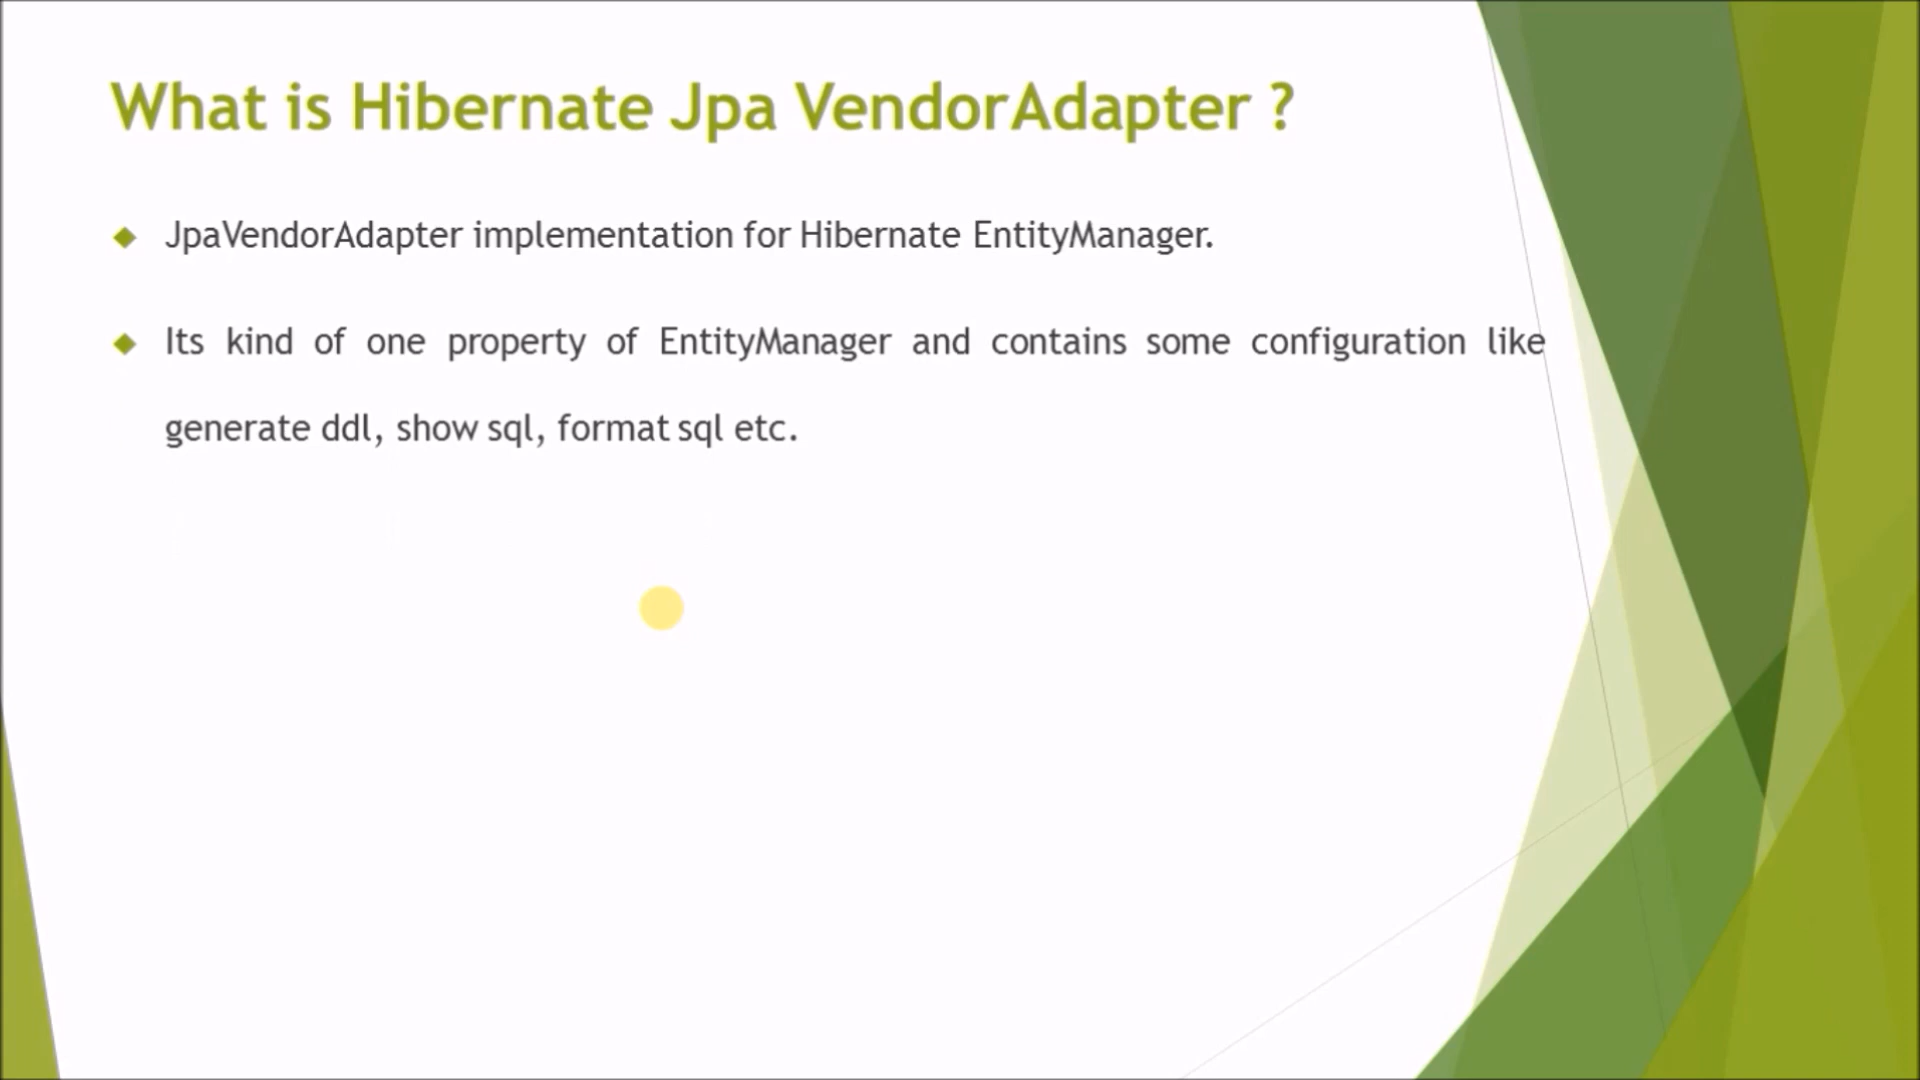 What is Hibernate Jpa VendorAdapter ?
JpaVendorAdapter implementation for Hibernate EntityManager.
Its kind of one property of EntityManager and contains some configuration like
generate ddl, show sql, format sql etc.